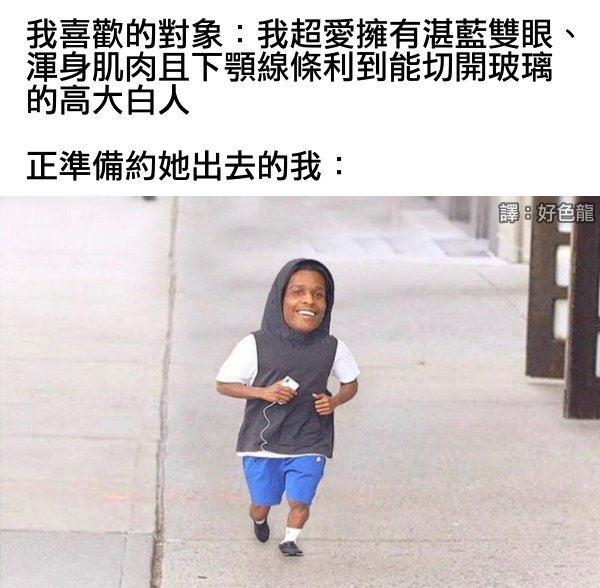 我喜歡的對象：我超愛擁有湛藍雙眼、
渾身肌肉且下顎線條利到能切開玻璃
的高大白人
正準備約她出去的我：
譯：好色龍